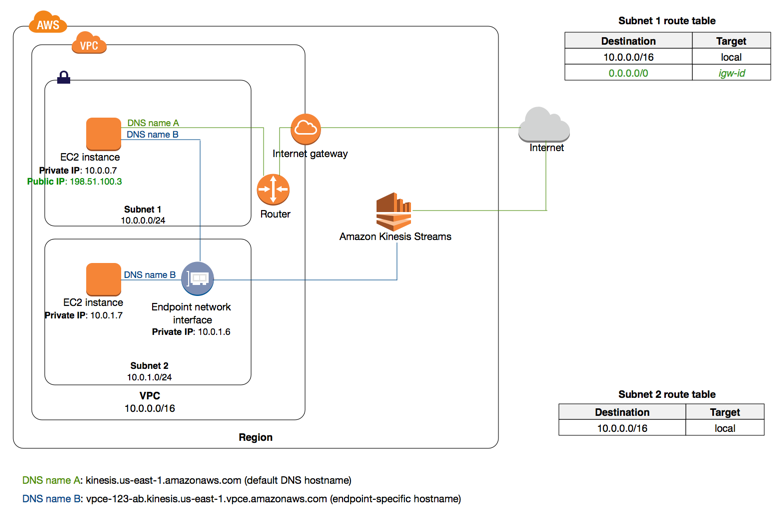 AWS
VPC
DNS name A
DNS name B
EC2 instance
Private IP: 10.0.0.7
Public IP: 198.51.100.3
Subnet 1
10.0.0.0/24
Internet gateway
Router
Internet
Amazon Kinesis Streams
DNS name B
EC2 instance
Private IP: 10.0.1.7
Endpoint network
interface
Private IP: 10.0.1.6
Subnet 2
10.0.1.0/24
VPC
10.0.0.0/16
Region
Subnet 1 route table
Destination Target
10.0.0.0/16 local
0.0.0.0/0 igw-id
Subnet 2 route table
Destination Target
10.0.0.0/16 local
DNS name A: kinesis.us-east-1.amazonaws.com (default DNS hostname)
DNS name B: vpce-123-ab.kinesis.us-east-1.vpce.amazonaws.com (endpoint-specific hostname)